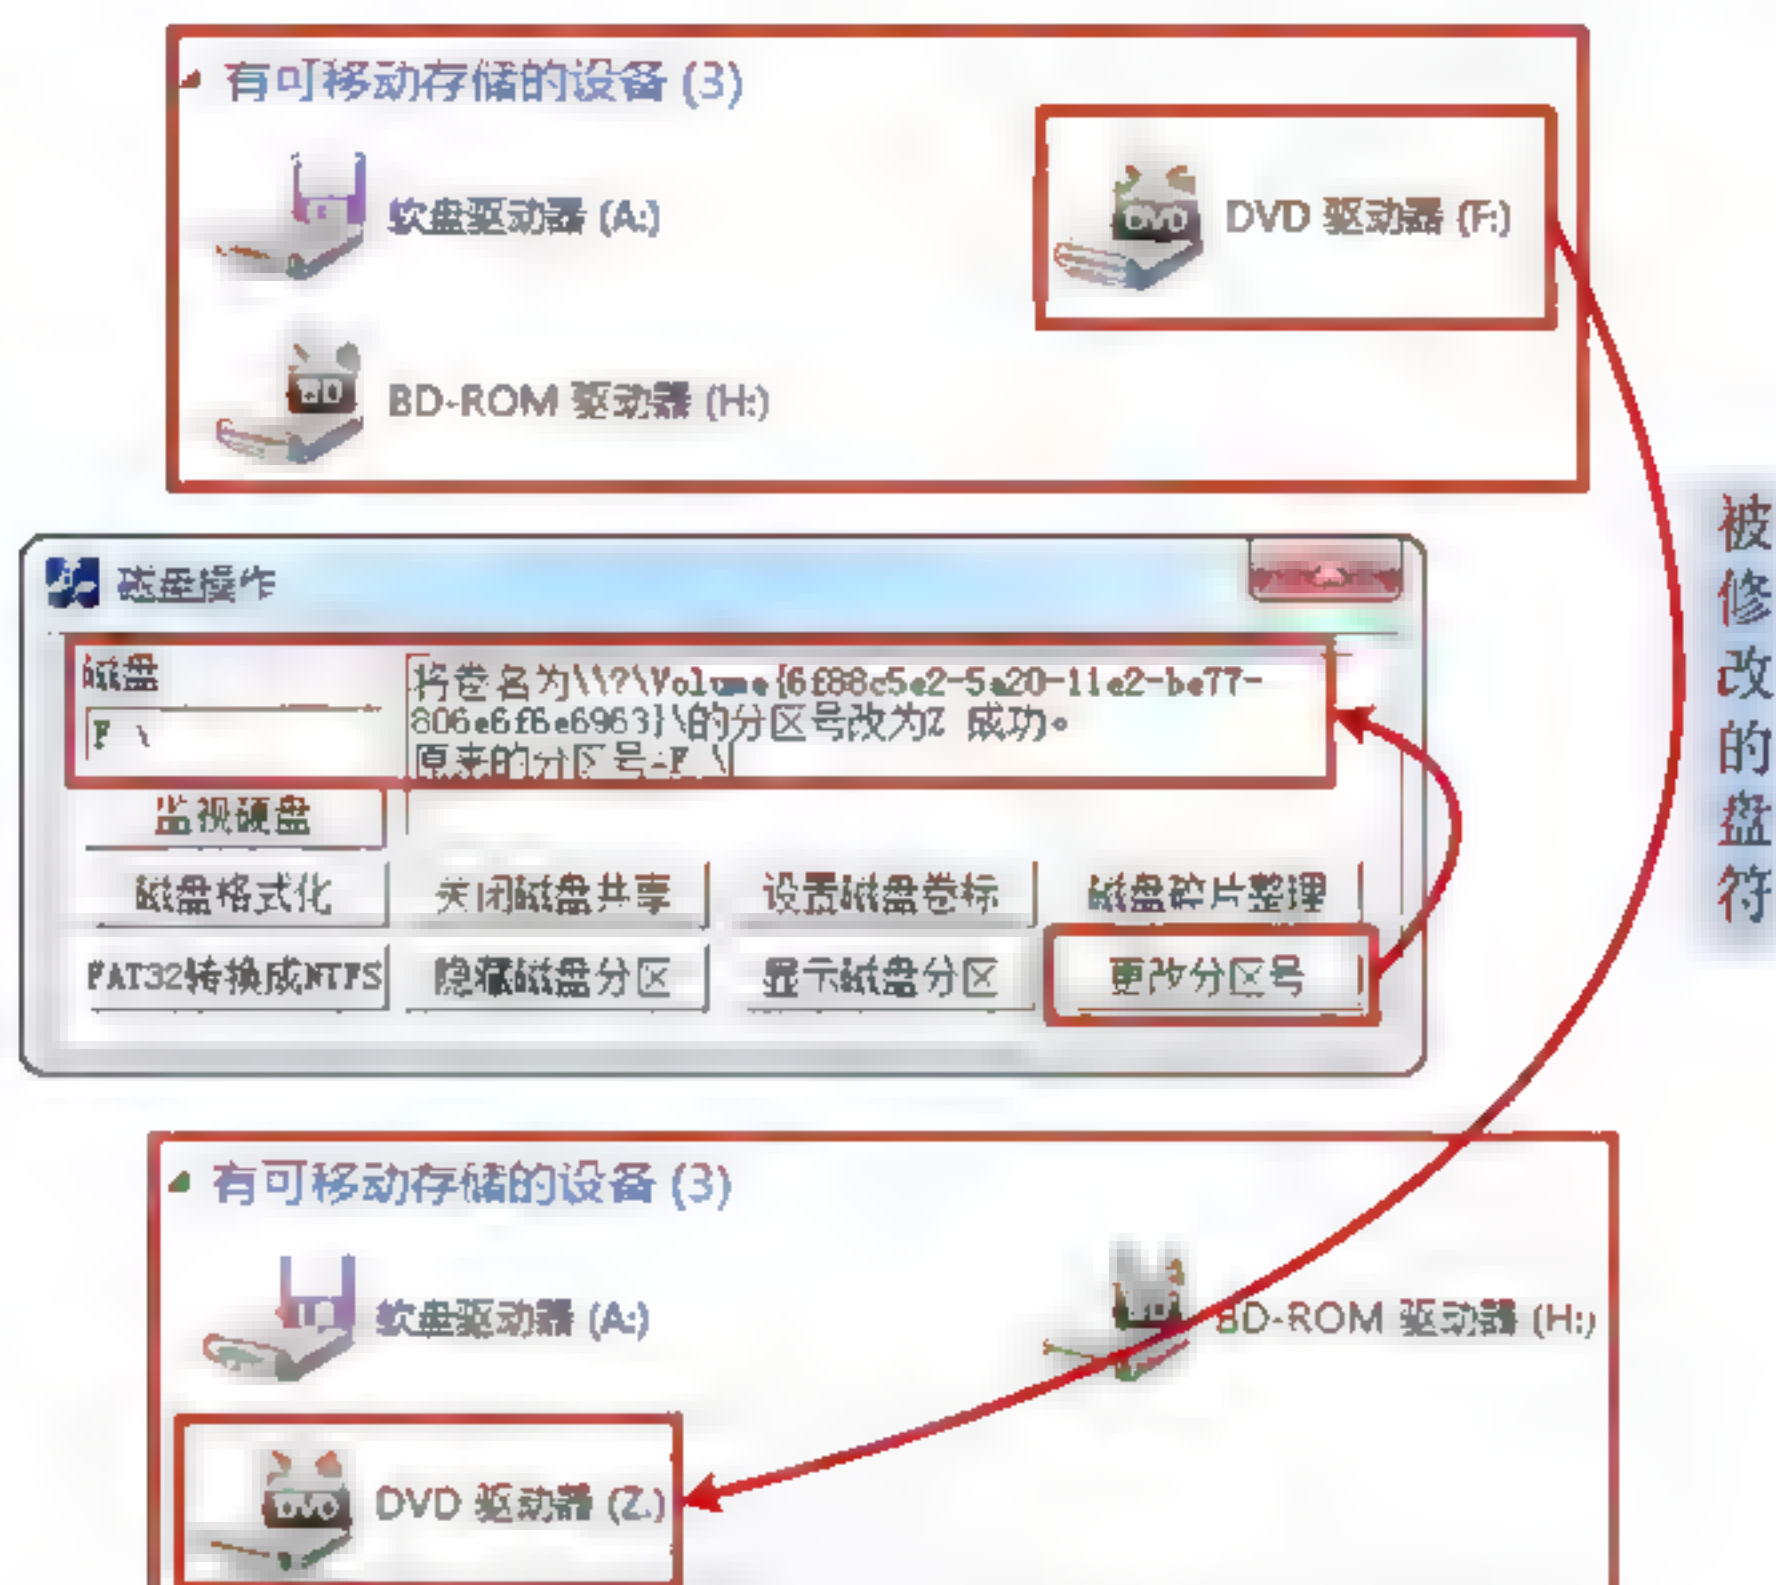 有可移动存储的设备 (3)
软盘驱动器 (A:)
DVD 驱动器 (F:)
BD-ROM 驱动器 (H:)
磁盘操作
磁盘
F:\
将卷名为\\?\Volume{6f88c5e2-5a20-11e2-be77-
806e6f6e6963}\的分区号改为Z:成功。
原来的分区号=F:\
监视硬盘
磁盘格式化
关闭磁盘共享
设置磁盘卷标
磁盘碎片整理
FAT32转换成NTFS
隐藏磁盘分区
显示磁盘分区
更改分区号
被修改的盘符
有可移动存储的设备 (3)
软盘驱动器 (A:)
BD-ROM 驱动器 (H:)
DVD
DVD 驱动器 (Z:)